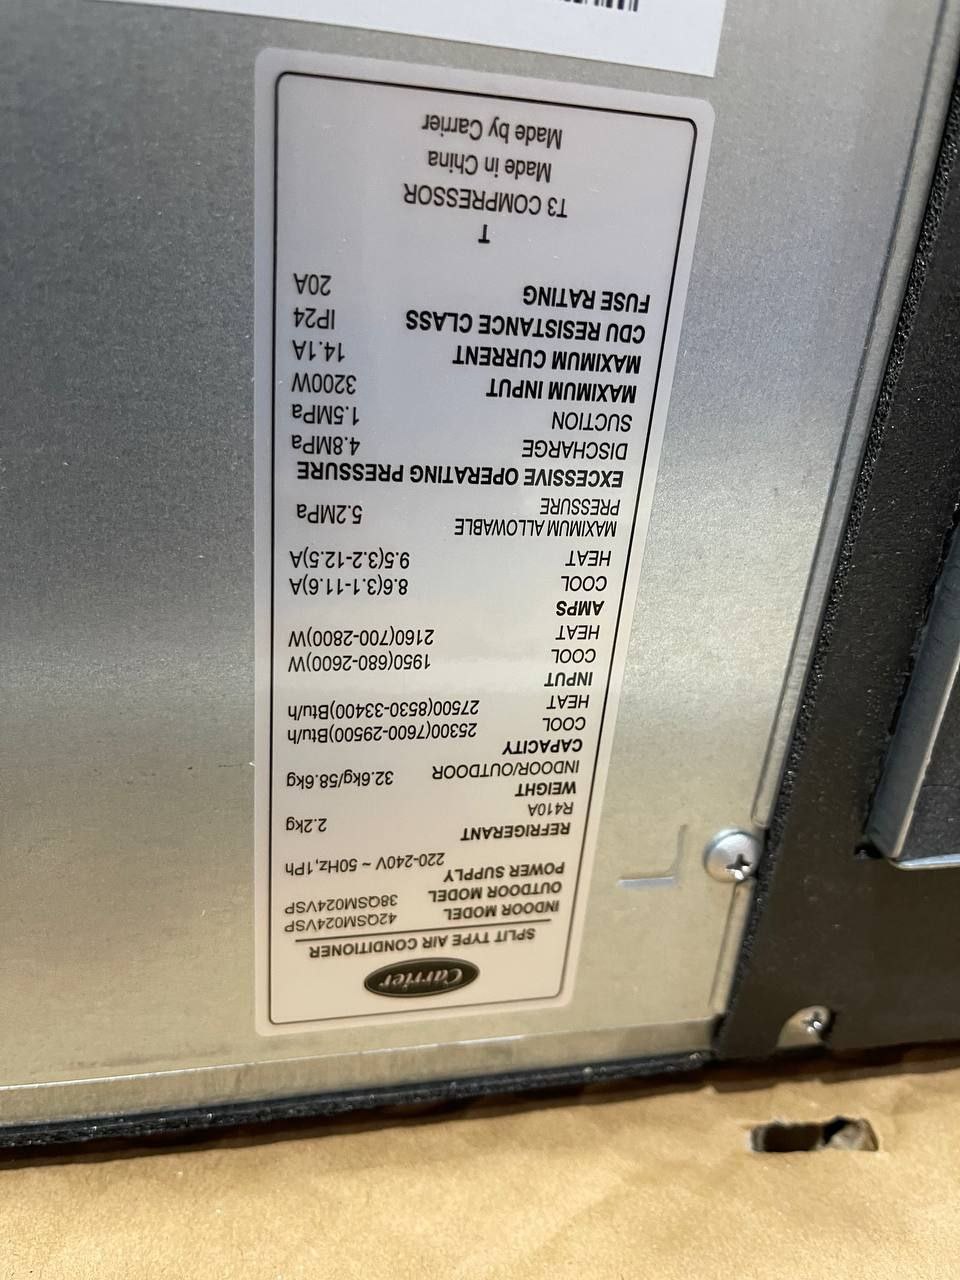 Carrier
SPLIT TYPE AIR CONDITIONER
INDOOR MODEL 42QSM024VSP
OUTDOOR MODEL 38QSM024VSP
POWER SUPPLY 220-240V ~ 50Hz, 1Ph
REFRIGERANT
R410A 2.2kg
WEIGHT
INDOOR/OUTDOOR 32.6kg/58.6kg
CAPACITY
COOL 25300(7600-29500)Btu/h
HEAT 27500(8530-33400)Btu/h
INPUT
COOL 1950(680-2600)W
HEAT 2160(700-2800)W
AMPS
COOL 8.6(3.1-11.6)A
HEAT 9.5(3.2-12.5)A
MAXIMUM ALLOWABLE
PRESSURE 5.2MPa
EXCESSIVE OPERATING PRESSURE
DISCHARGE 4.8MPa
SUCTION 1.5MPa
MAXIMUM INPUT 3200W
MAXIMUM CURRENT 14.1A
CDU RESISTANCE CLASS IP24
FUSE RATING 20A
T
T3 COMPRESSOR
Made in China
Made by Carrier